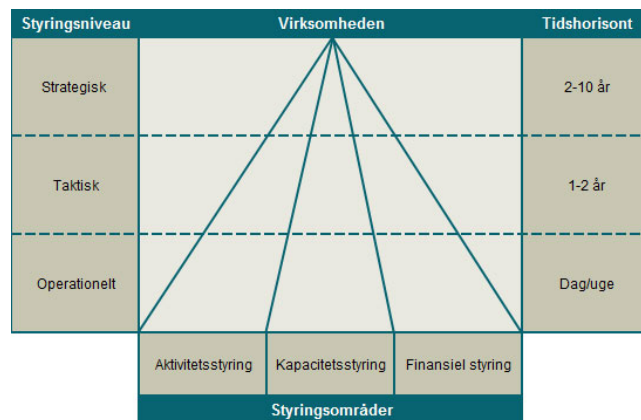 Styringsniveau Virksomheden Tidshorisont
Strategisk 2-10 år
Taktisk 1-2 år
Operationelt Dag/uge
Aktivitetsstyring Kapacitetsstyring Finansiel styring
Styringsområder